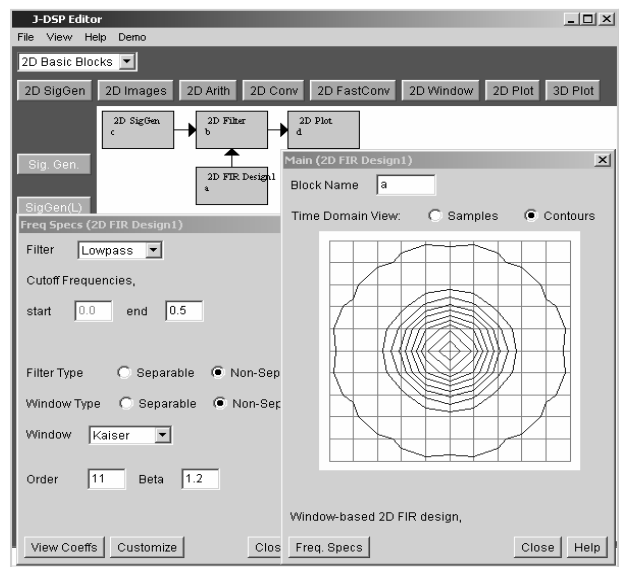 J-DSP Editor
File View Help Demo
2D Basic Blocks
2D SigGen 2D Images 2D Arith 2D Conv 2D FastConv 2D Window 2D Plot 3D Plot
2D SigGen
c
2D Filter
b
2D Plot
d
2D FIR Design1
a
Sig. Gen.
SigGen(L)
Main (2D FIR Design1)
Block Name a
Time Domain View: Samples Contours
Window-based 2D FIR design,
Freq. Specs Close Help
Freq Specs (2D FIR Design1)
Filter Lowpass
Cutoff Frequencies,
start 0.0 end 0.5
Filter Type Separable Non-Sep
Window Type Separable Non-Sep
Window Kaiser
Order 11 Beta 1.2
View Coeffs Customize Clos